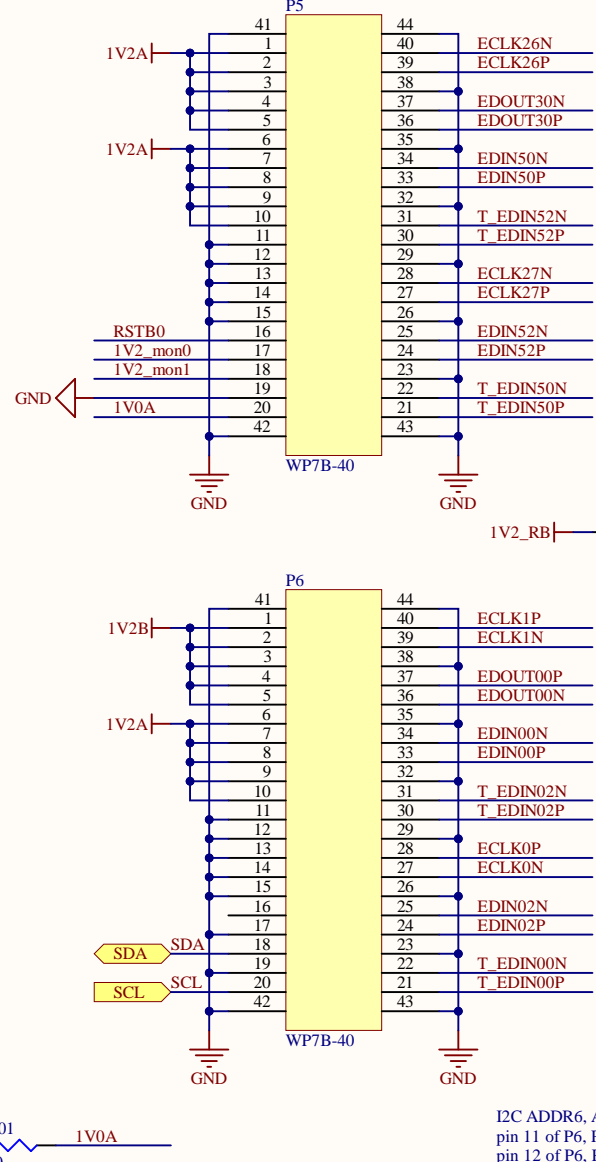 P5
41 44
1V2A 1 40 ECLK26N
2 39 ECLK26P
3 38
4 37 EDOUT30N
5 36 EDOUT30P
1V2A 6 35
7 34 EDIN50N
8 33 EDIN50P
9 32
10 31 T_EDIN52N
11 30 T_EDIN52P
12 29
13 28 ECLK27N
14 27 ECLK27P
15 26
RSTB0 16 25 EDIN52N
1V2_mon0 17 24 EDIN52P
1V2_mon1 18 23
GND 19 22 T_EDIN50N
1V0A 20 21 T_EDIN50P
42 43
WP7B-40
GND GND
1V2_RB
P6
41 44
1V2B 1 40 ECLK1P
2 39 ECLK1N
3 38
4 37 EDOUT00P
5 36 EDOUT00N
1V2A 6 35
7 34 EDIN00N
8 33 EDIN00P
9 32
10 31 T_EDIN02N
11 30 T_EDIN02P
12 29
13 28 ECLK0P
14 27 ECLK0N
15 26
16 25 EDIN02N
17 24 EDIN02P
SDA SDA 18 23
19 22 T_EDIN00N
SCL SCL 20 21 T_EDIN00P
42 43
WP7B-40
GND GND
I2C ADDR6,
01
1V0A
pin 11 of P6,
pin 12 of P6,